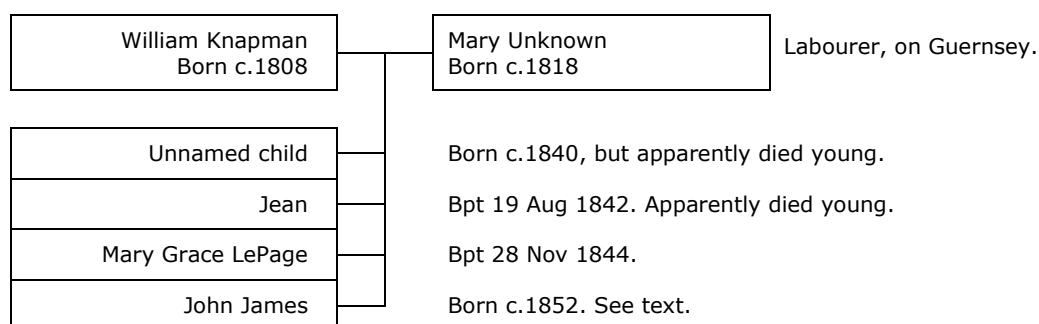 William Knapman
Born c.1808
Mary Unknown
Born c.1818
Labourer, on Guernsey.
Unnamed child
Born c.1840, but apparently died young.
Jean
Bpt 19 Aug 1842. Apparently died young.
Mary Grace LePage
Bpt 28 Nov 1844.
John James
Born c.1852. See text.